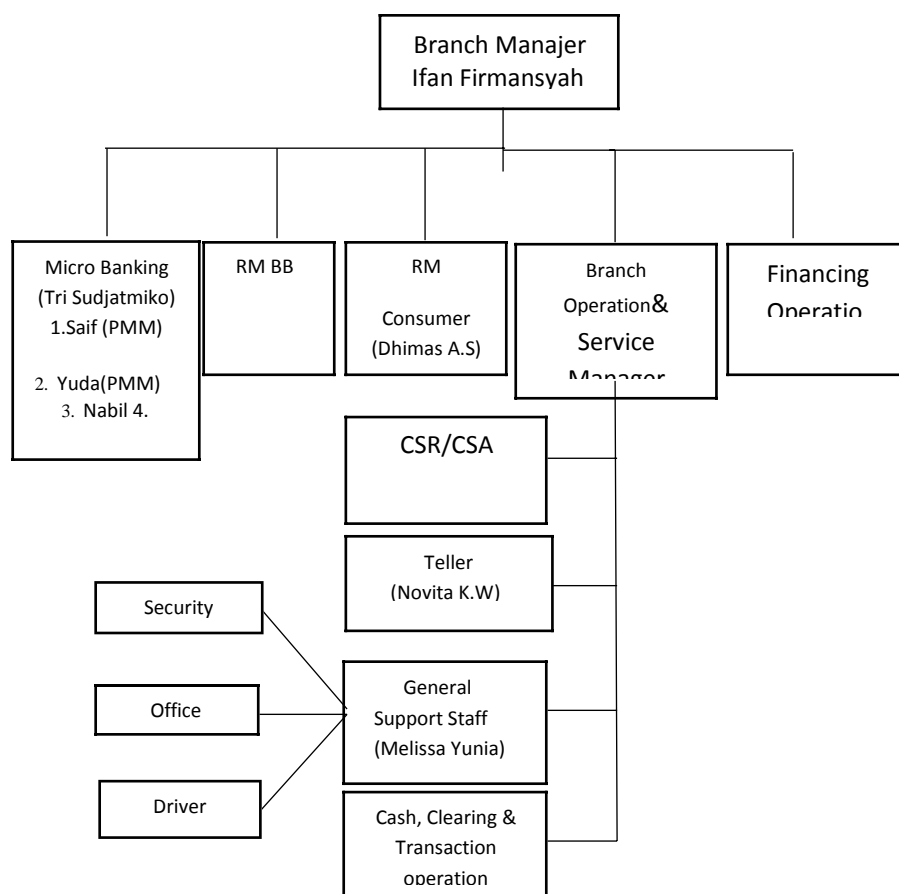 Branch Manajer
Ifan Firmansyah
Micro Banking
(Tri Sudjatmiko)
1.Saif (PMM)
2. Yuda(PMM)
3. Nabil 4.
RM BB
RM
Consumer
(Dhimas A.S)
Branch
Operation&
Service
Manager
Financing
Operatio
CSR/CSA
Teller
(Novita K.W)
General
Support Staff
(Melissa Yunia)
Cash, Clearing &
Transaction
operation
Security
Office
Driver